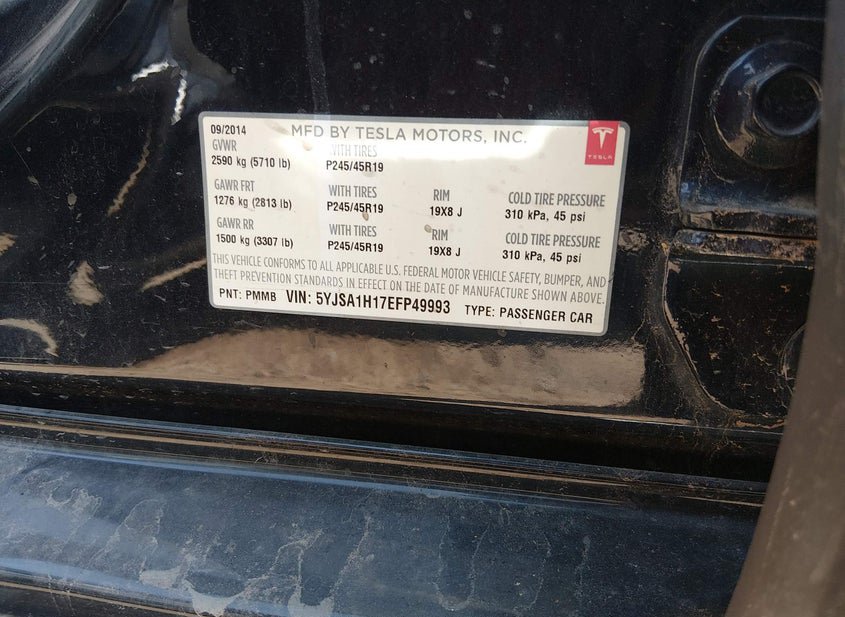 09/2014 MFD BY TESLA MOTORS, INC.
GVWR WITH TIRES
2590 kg (5710 lb) P245/45R19
TESLA
GAWR FRT WITH TIRES RIM COLD TIRE PRESSURE
1276 kg (2813 lb) P245/45R19 19X8 J 310 kPa, 45 psi
GAWR RR WITH TIRES RIM COLD TIRE PRESSURE
1500 kg (3307 lb) P245/45R19 19X8 J 310 kPa, 45 psi
THIS VEHICLE CONFORMS TO ALL APPLICABLE U.S. FEDERAL MOTOR VEHICLE SAFETY, BUMPER, AND
THEFT PREVENTION STANDARDS IN EFFECT ON THE DATE OF MANUFACTURE SHOWN ABOVE.
PNT: PMMB VIN: 5YJSA1H17EFP49993 TYPE: PASSENGER CAR